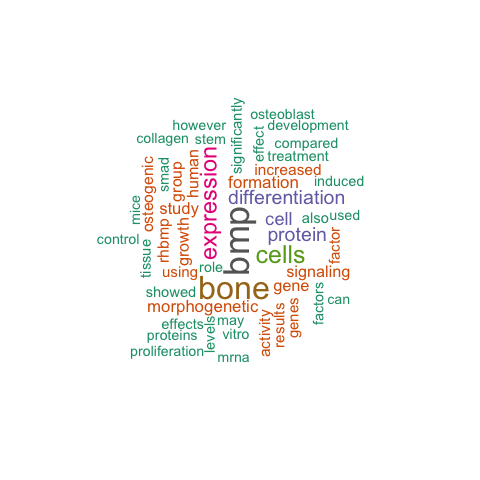 osteoblast
however
development
collagen
stem
significantly
effect
compared
treatment
smad
group
human
expression
increased
osteogenic
formation
induced
mice
study
differentiation
rhbmp
growth
bmp
cell
also
used
control
protein
factor
tissue
cells
using
role
signaling
showed
bone
gene
morphogenetic
factors
can
effects
levels
may
activity
results
genes
proteins
vitro
proliferation
mrna